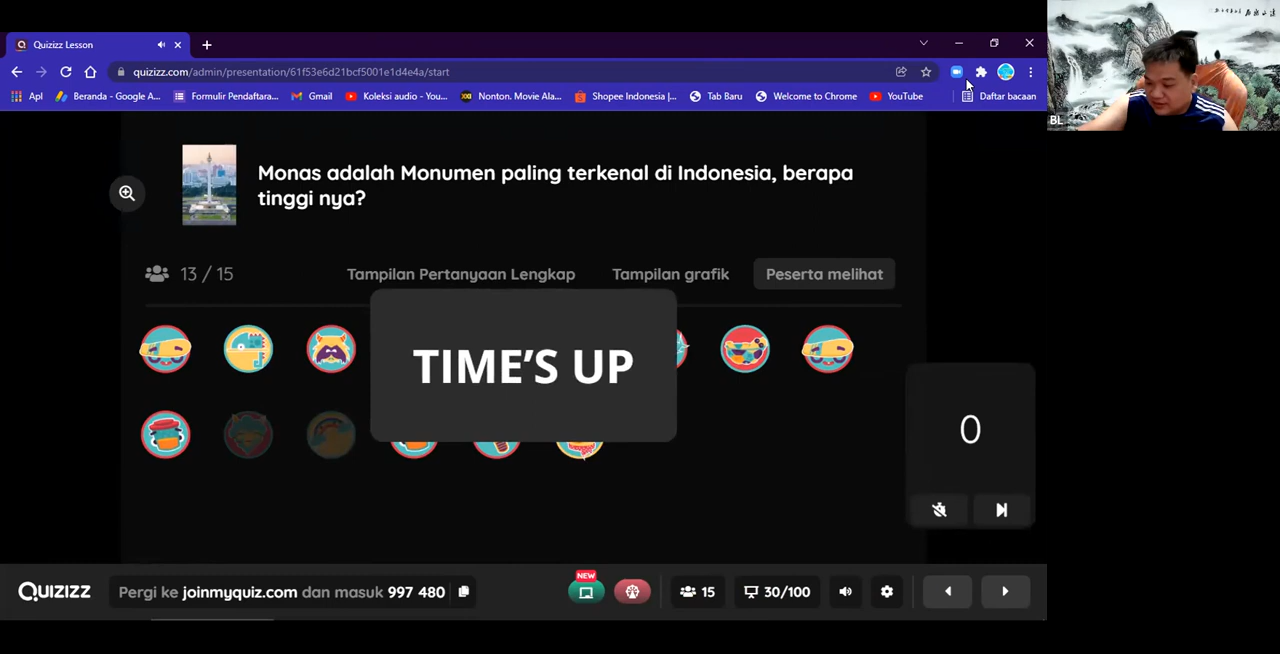 Quizizz Lesson
quizizz.com/admin/presentation/61f53e6d21bcf5001e1d4e4a/start
Apl
Beranda - Google A...
Formulir Pendaftara...
Gmail
Koleksi audio - You...
Nonton. Movie Ala...
Shopee Indonesia |...
Tab Baru
Welcome to Chrome
YouTube
Daftar bacaan
BL
Monas adalah Monumen paling terkenal di Indonesia, berapa
tinggi nya?
13 / 15
Tampilan Pertanyaan Lengkap
Tampilan grafik
Peserta melihat
TIME'S UP
0
QUIZIZZ
Pergi ke joinmyquiz.com dan masuk 997 480
NEW
15
30/100